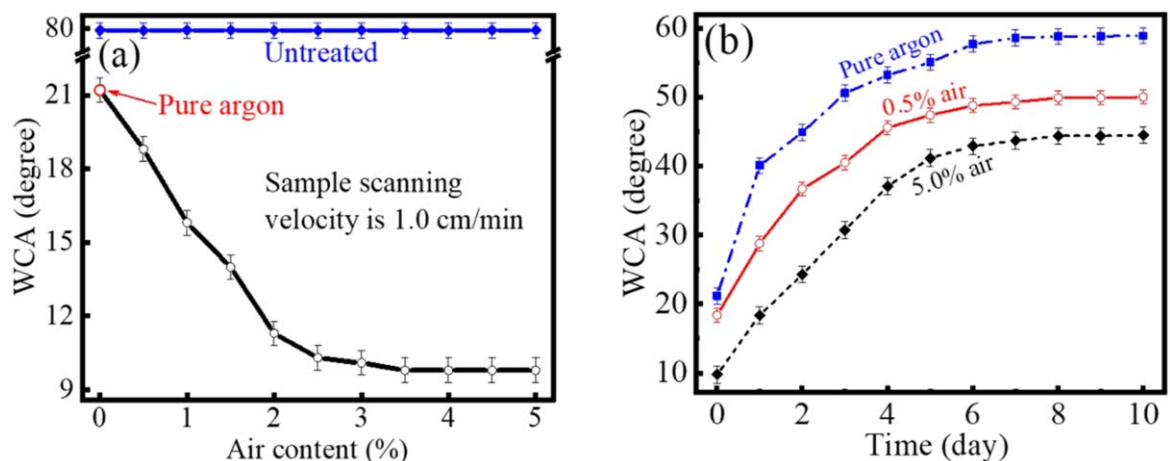 80
(a)
Untreated
21
Pure argon
18
Sample scanning
velocity is 1.0 cm/min
15
12
9
WCA (degree)
0 1 2 3 4 5
Air content (%)
60
(b)
Pure argon
50
0.5% air
40
5.0% air
30
20
10
WCA (degree)
0 2 4 6 8 10
Time (day)